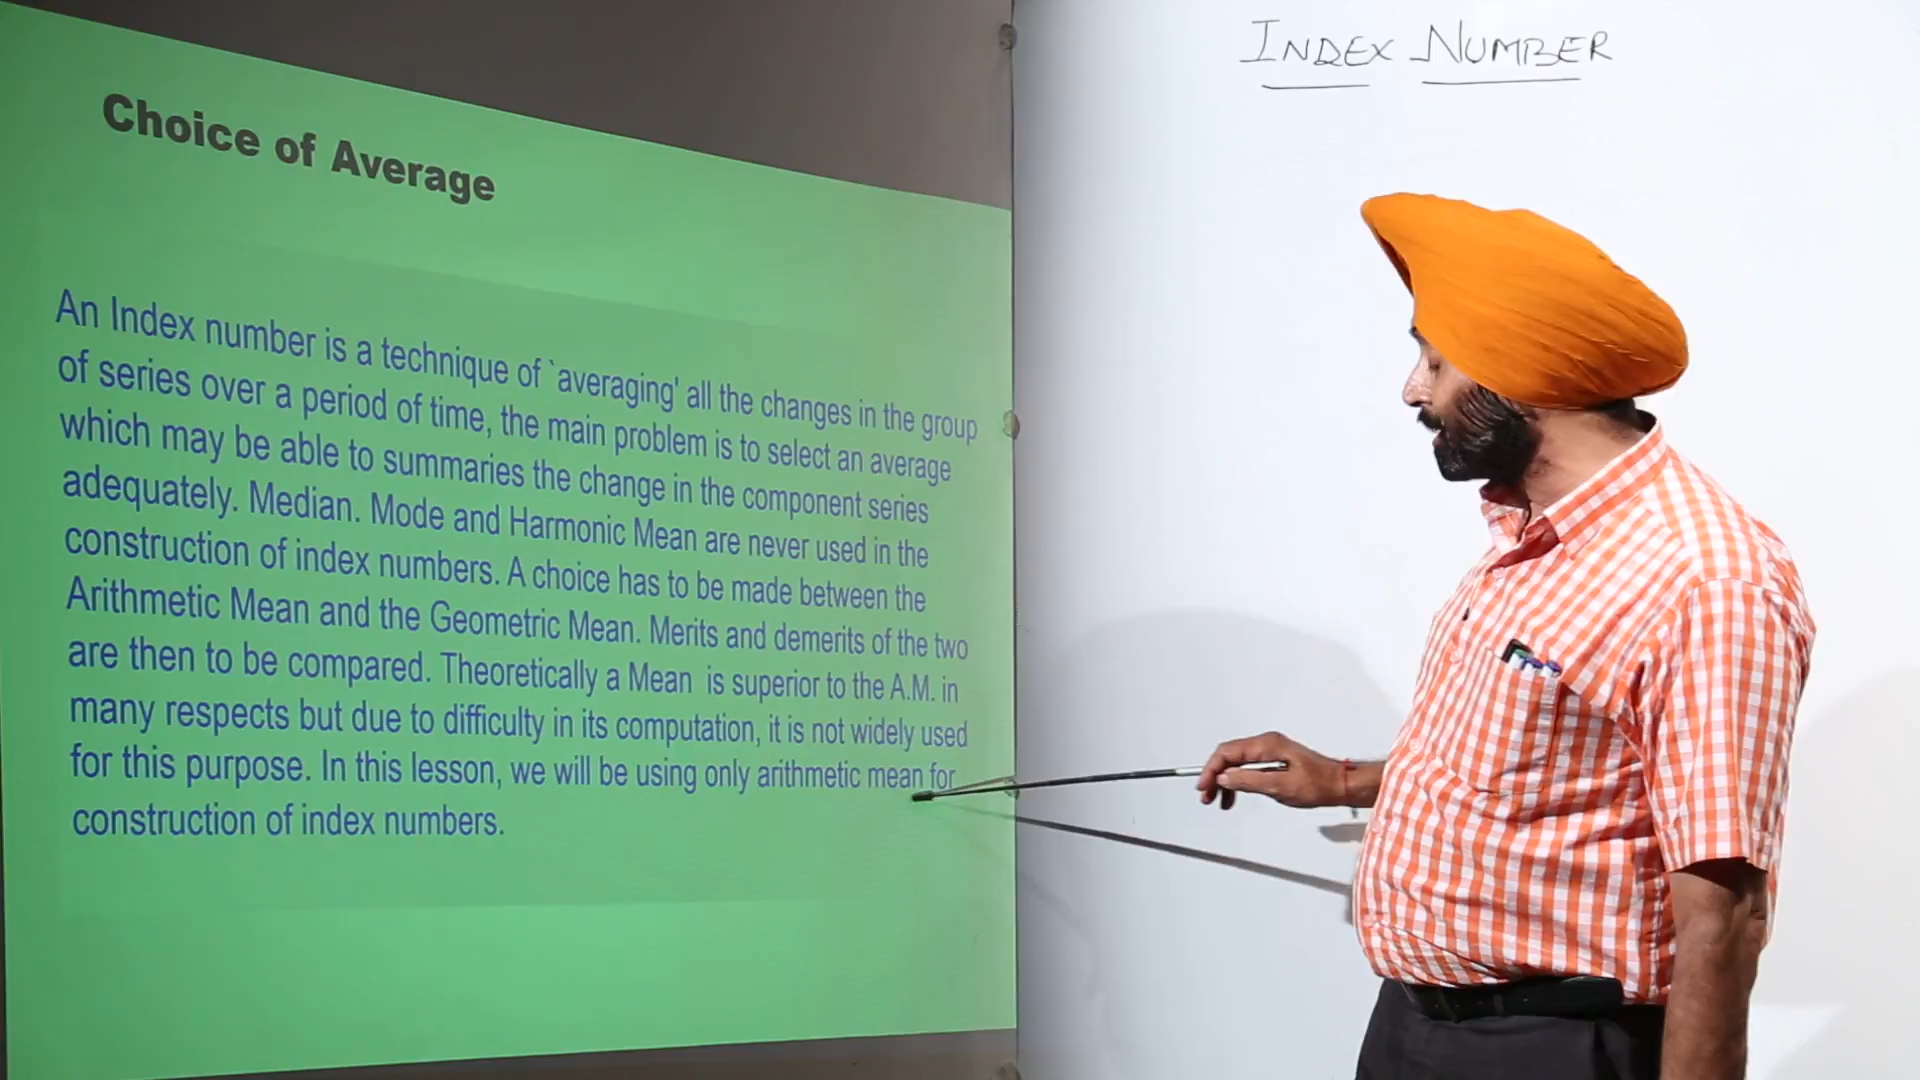 INDEX NUMBER
Choice of Average
An Index number is a technique of `averaging' all the changes in the group
of series over a period of time, the main problem is to select an average
which may be able to summaries the change in the component series
adequately. Median. Mode and Harmonic Mean are never used in the
construction of index numbers. A choice has to be made between the
Arithmetic Mean and the Geometric Mean. Merits and demerits of the two
are then to be compared. Theoretically a Mean is superior to the A.M. in
many respects but due to difficulty in its computation, it is not widely used
for this purpose. In this lesson, we will be using only arithmetic mean for
construction of index numbers.